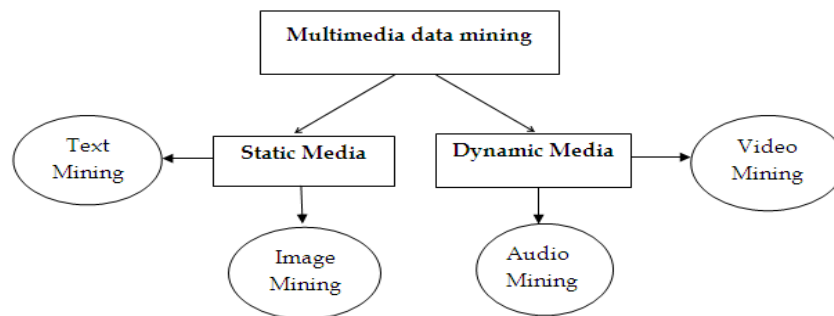 Multimedia data mining
Text
Mining
Static Media
Dynamic Media
Video
Mining
Image
Mining
Audio
Mining